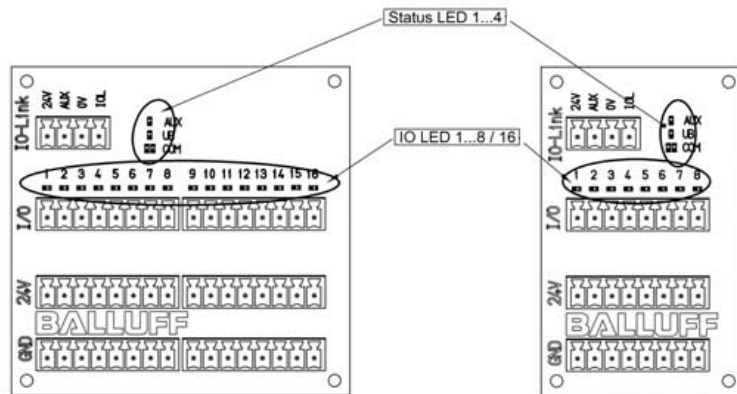 Status LED 1...4
24V AUX 0V IOL
IO-Link
AUX
UB
COM
IO LED 1...8 / 16
1 2 3 4 5 6 7 8 9 10 11 12 13 14 15 16
I/O
24V
BALLUFF
GND
24V AUX 0V IOL
IO-Link
AUX
UB
COM
1 2 3 4 5 6 7 8
I/O
24V
BALLUFF
GND